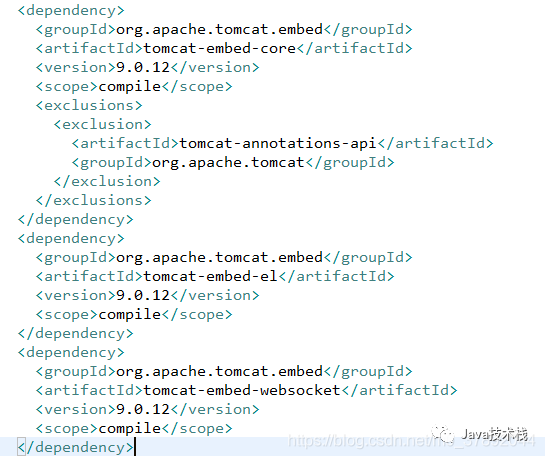 <dependency>
<groupId>org.apache.tomcat.embed</groupId>
<artifactId>tomcat-embed-core</artifactId>
<version>9.0.12</version>
<scope>compile</scope>
<exclusions>
<exclusion>
<artifactId>tomcat-annotations-api</artifactId>
<groupId>org.apache.tomcat</groupId>
</exclusion>
</exclusions>
</dependency>
<dependency>
<groupId>org.apache.tomcat.embed</groupId>
<artifactId>tomcat-embed-el</artifactId>
<version>9.0.12</version>
<scope>compile</scope>
</dependency>
<dependency>
<groupId>org.apache.tomcat.embed</groupId>
<artifactId>tomcat-embed-websocket</artifactId>
<version>9.0.12</version>
<scope>compile</scope>
Java技术栈
</dependency>